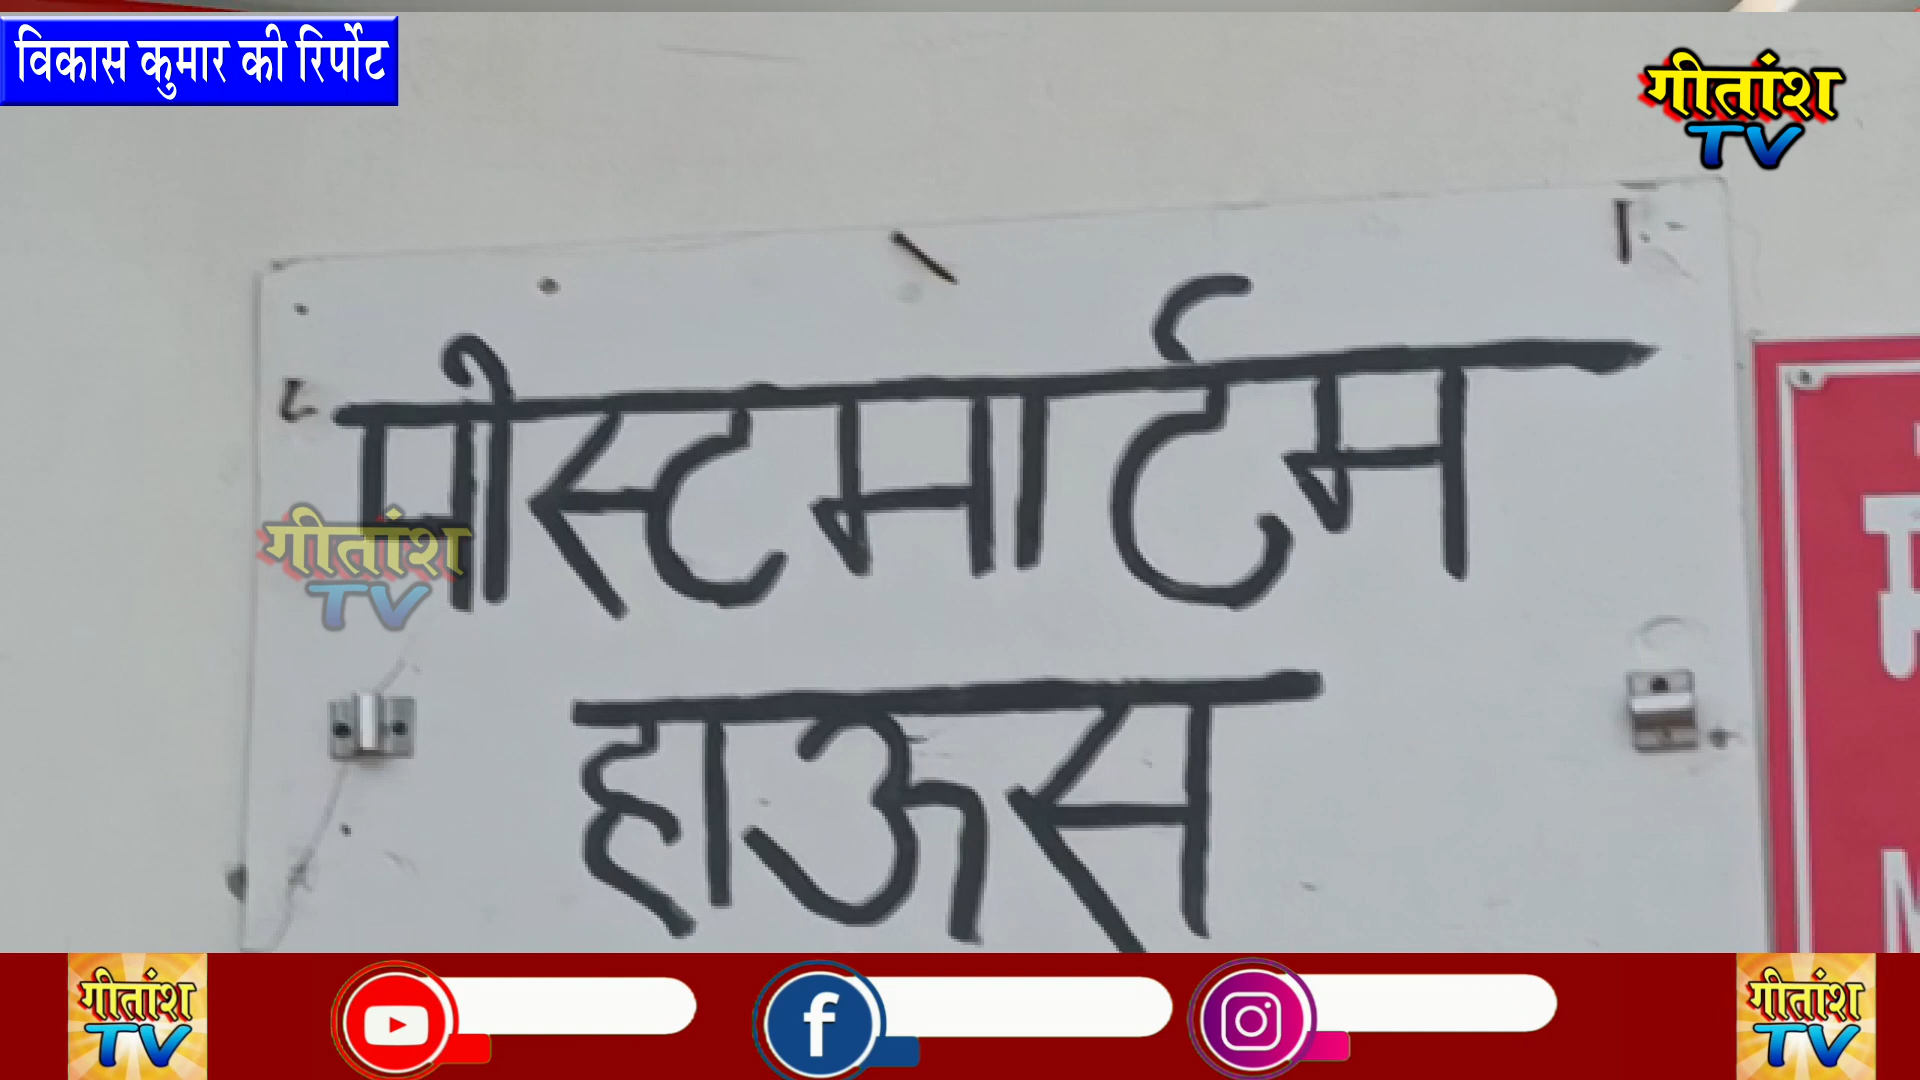 विकास कुमार की रिर्पोट
गीतांश
TV
पोस्टमार्टम
गीतांश
TV
हाऊस
गीतांश
TV
गीतांश
TV